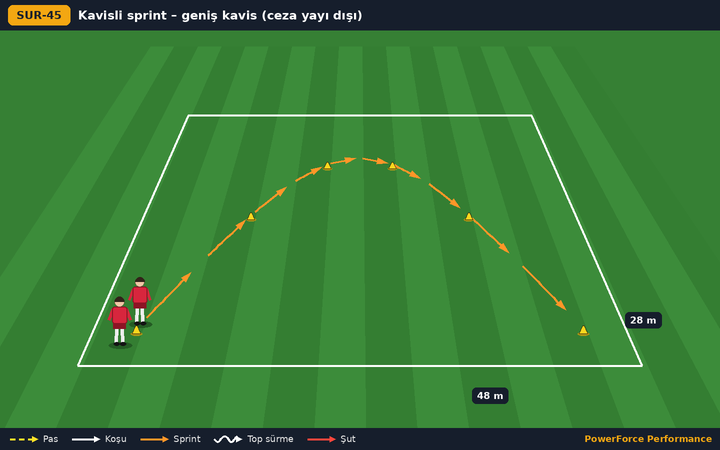 SUR-45 Kavisli sprint – geniş kavis (ceza yayı dışı)
28 m
48 m
Pas Koşu Sprint Top sürme Şut PowerForce Performance